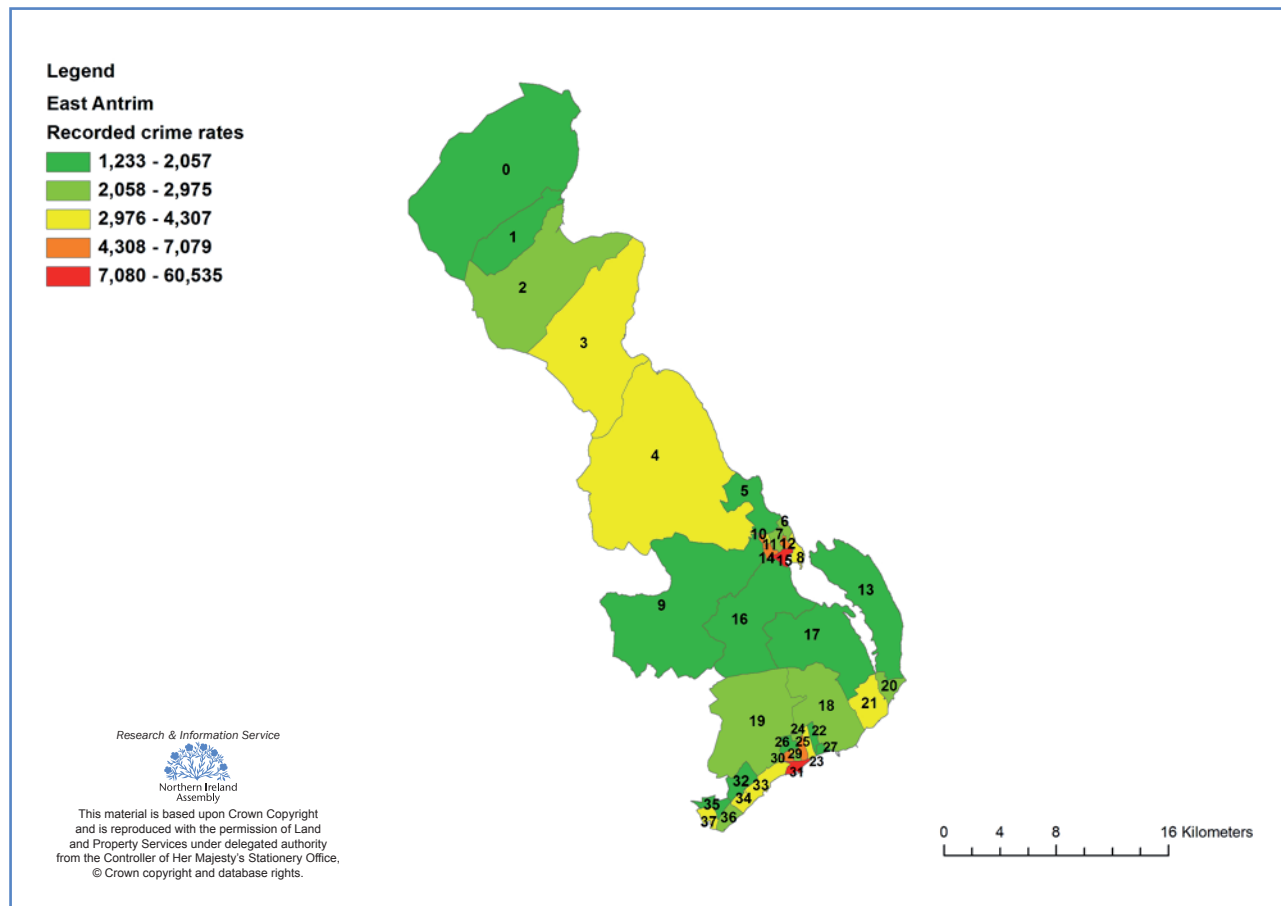 Legend
East Antrim
Recorded crime rates
1,233 - 2,057
2,058 - 2,975
2,976 - 4,307
4,308 - 7,079
7,080 - 60,535
0
1
2
3
4
5
6
10 7
11 12
14 15 8
13
9
16
17
20
21
18
19
24 22
26 25 27
30 29 23
31
32
33
34
35
36
37
Research & Information Service
Northern Ireland
Assembly
This material is based upon Crown Copyright
and is reproduced with the permission of Land
and Property Services under delegated authority
from the Controller of Her Majesty's Stationery Office,
© Crown copyright and database rights.
0 4 8 16 Kilometers